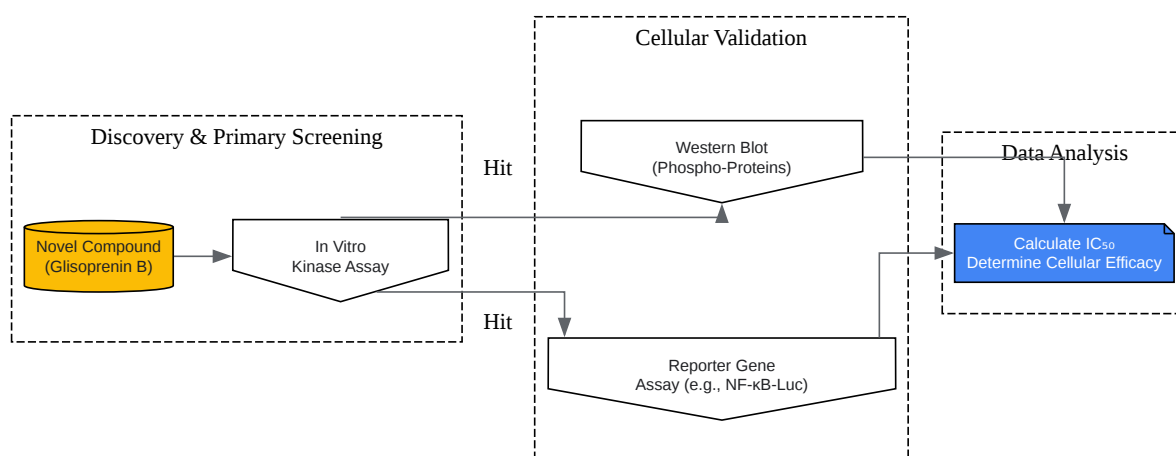 Discovery & Primary Screening
Novel Compound
(Glisoprenin B)
In Vitro
Kinase Assay
Hit
Hit
Cellular Validation
Western Blot
(Phospho-Proteins)
Reporter Gene
Assay (e.g., NF-κB-Luc)
Data Analysis
Calculate IC₅₀
Determine Cellular Efficacy